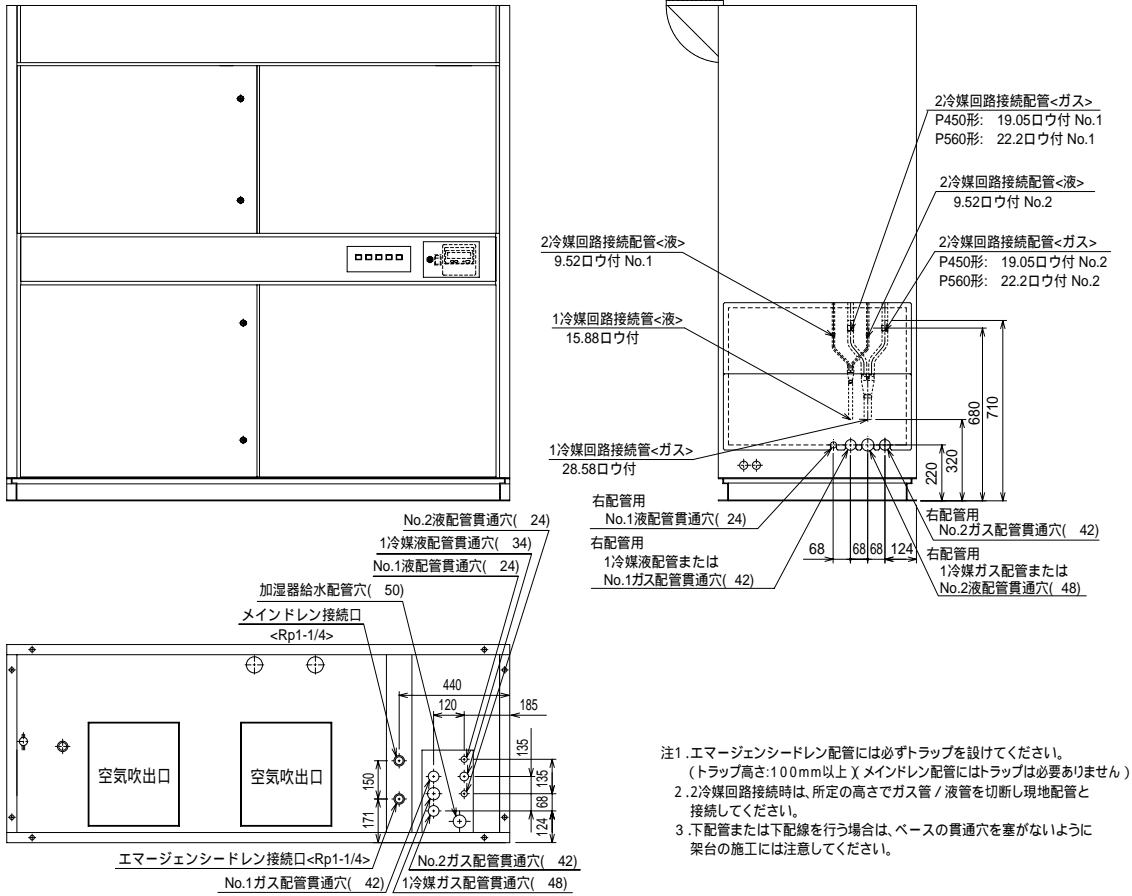 2冷媒回路接続配管<ガス>
P450形: 19.05ロウ付 No.1
P560形: 22.2ロウ付 No.1
2冷媒回路接続配管<液>
9.52ロウ付 No.2
2冷媒回路接続配管<ガス>
P450形: 19.05ロウ付 No.2
P560形: 22.2ロウ付 No.2
2冷媒回路接続配管<液>
9.52ロウ付 No.1
1冷媒回路接続管<液>
15.88ロウ付
1冷媒回路接続管<ガス>
28.58ロウ付
220
320
680
710
右配管用
No.1液配管貫通穴( 24)
右配管用
1冷媒液配管または
No.1ガス配管貫通穴( 42)
68
68
68
124
右配管用
No.2ガス配管貫通穴( 42)
右配管用
1冷媒ガス配管または
No.2液配管貫通穴( 48)
No.2液配管貫通穴( 24)
1冷媒液配管貫通穴( 34)
No.1液配管貫通穴( 24)
加湿器給水配管穴( 50)
メインドレン接続口
<Rp1-1/4>
440
120
185
135
135
68
124
150
171
空気吹出口
空気吹出口
エマージェンシードレン接続口<Rp1-1/4>
No.2ガス配管貫通穴( 42)
No.1ガス配管貫通穴( 42)
1冷媒ガス配管貫通穴( 48)
注1.エマージェンシードレン配管には必ずトラップを設けてください。
(トラップ高さ:100mm以上)(メインドレン配管にはトラップは必要ありません)
2.2冷媒回路接続時は、所定の高さでガス管/液管を切断し現地配管と
接続してください。
3.下配管または下配線を行う場合は、ベースの貫通穴を塞がないように
架台の施工には注意してください。